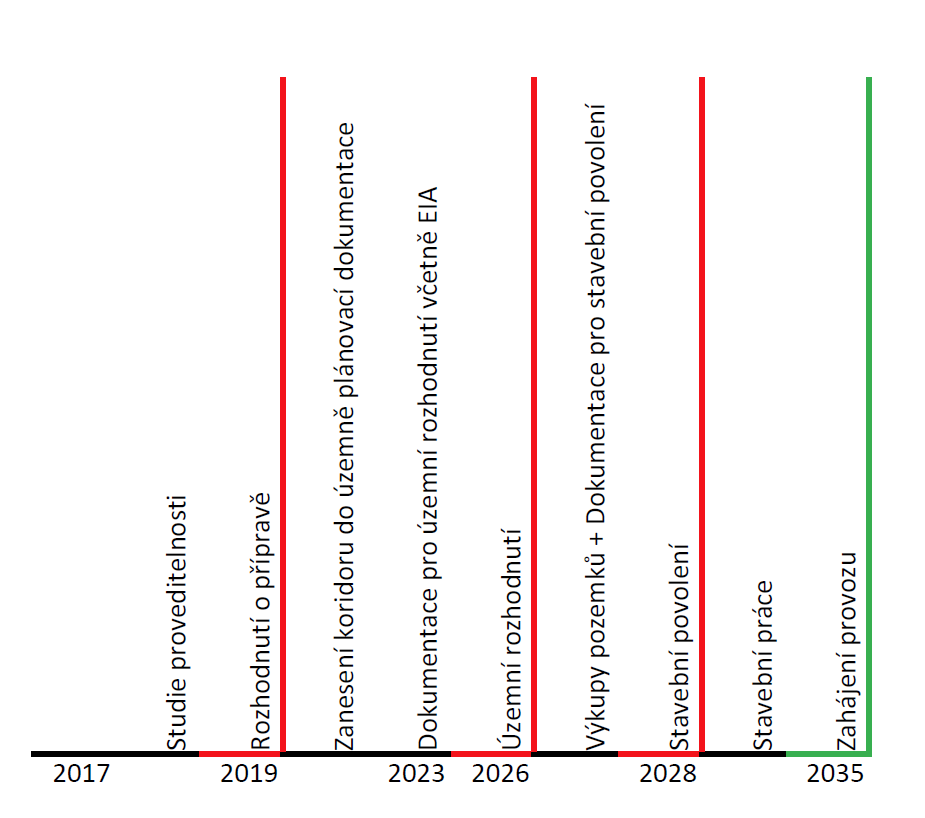 Studie proveditelnosti
Rozhodnutí o přípravě
Zanesení koridoru do územně plánovací dokumentace
Dokumentace pro územní rozhodnutí včetně EIA
Územní rozhodnutí
Výkupy pozemků + Dokumentace pro stavební povolení
Stavební povolení
Stavební práce
Zahájení provozu
2017
2019
2023
2026
2028
2035